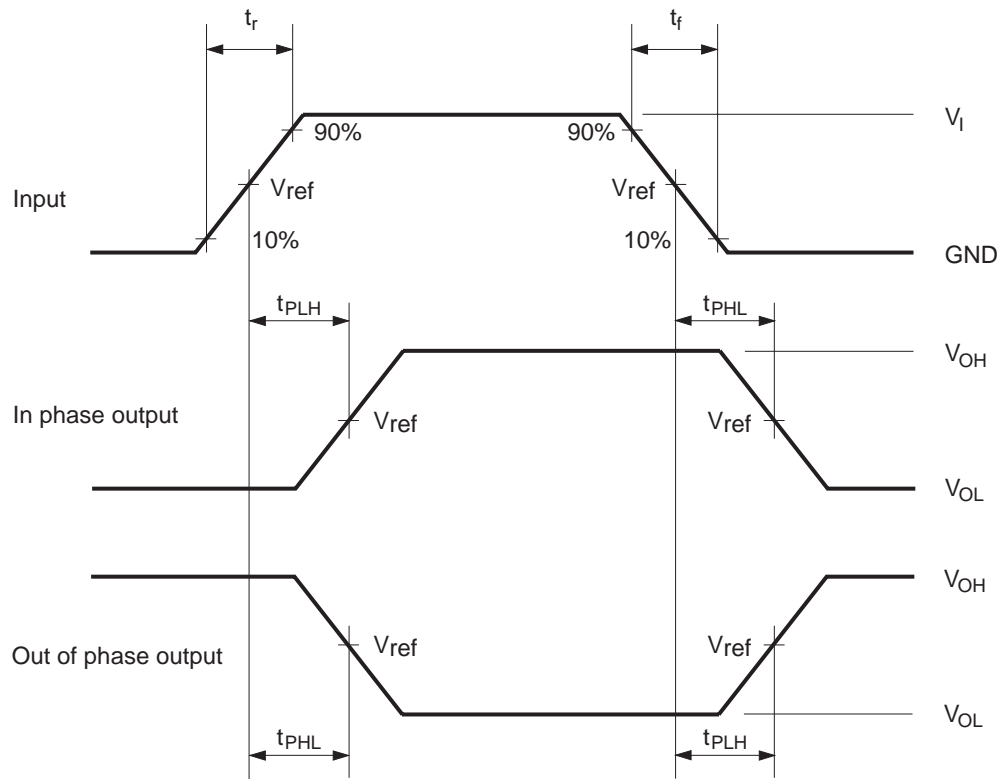 tr
tf
VI
90%
90%
Vref
Vref
Input
10%
10%
GND
tPLH
tPHL
VOH
In phase output
Vref
Vref
VOL
VOH
Vref
Vref
Out of phase output
VOL
tPHL
tPLH